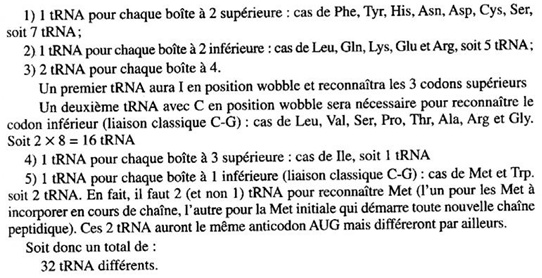 1) 1 tRNA pour chaque boîte à 2 supérieure : cas de Phe, Tyr, His, Asn, Asp, Cys, Ser,
soit 7 tRNA;
2) 1 tRNA pour chaque boîte à 2 inférieure : cas de Leu, Gln, Lys, Glu et Arg, soit 5 tRNA;
3) 2 tRNA pour chaque boîte à 4.
Un premier tRNA aura I en position wobble et reconnaîtra les 3 codons supérieurs
Un deuxième tRNA avec C en position wobble sera nécessaire pour reconnaître le
codon inférieur (liaison classique C-G) : cas de Leu, Val, Ser, Pro, Thr, Ala, Arg et Gly.
Soit 2 × 8 = 16 tRNA
4) 1 tRNA pour chaque boîte à 3 supérieure : cas de Ile, soit 1 tRNA
5) 1 tRNA pour chaque boîte à 1 inférieure (liaison classique C-G) : cas de Met et Trp.
soit 2 tRNA. En fait, il faut 2 (et non 1) tRNA pour reconnaître Met (l'un pour les Met à
incorporer en cours de chaîne, l'autre pour la Met initiale qui démarre toute nouvelle chaîne
peptidique). Ces 2 tRNA auront le même anticodon AUG mais différeront par ailleurs.
Soit donc un total de :
32 tRNA différents.